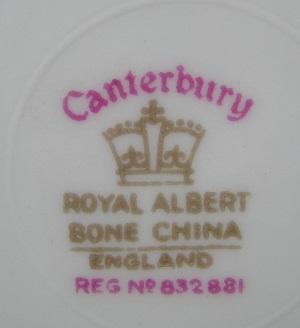 Canterbury
ROYAL ALBERT
BONE CHINA
ENGLAND
REG Nº 832881